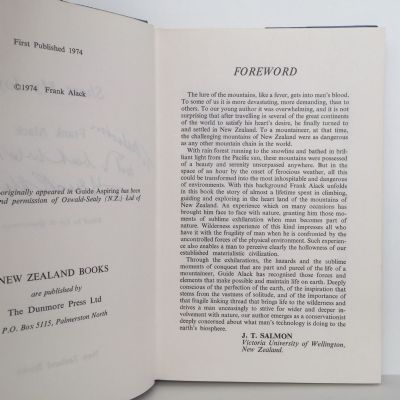 First Published 1974
©1974 Frank Alack
originally appeared in Guide Aspiring has been
nd permission of Oswald-Sealy (N.Z.) Ltd of
NEW ZEALAND BOOKS
are published by
The Dunmore Press Ltd
P.O. Box 5115, Palmerston North
FOREWORD
The lure of the mountains, like a fever, gets into men's blood.
To some of us it is more devastating, more demanding, than to
others. To our young author it was overwhelming, and it is not
surprising that after travelling in several of the great continents
of the world to satisfy his heart's desire, he finally turned to
and settled in New Zealand. To a mountaineer, at that time,
the challenging mountains of New Zealand were as dangerous
as any other mountain chain in the world.
With rain forest running to the snowline and bathed in bril-
liant light from the Pacific sun, these mountains were possessed
of a beauty and serenity unsurpassed anywhere. But in the
space of an hour by the onset of ferocious weather, all this
could be transformed into the most inhospitable and dangerous
of environments. With this background Frank Alack unfolds
in this book the story of almost a lifetime spent in climbing,
guiding and exploring in the heart land of the mountains of
New Zealand. An experience which on many occasions has
brought him face to face with nature, granting him those mo-
ments of sublime exhilaration when man becomes part of
nature. Wilderness experience of this kind impresses all who
have it with the fragility of man when he is confronted by the
uncontrolled forces of the physical environment. Such experien-
ce also enables a man to perceive clearly the hollowness of our
established materialistic civilization.
Through the exhilarations, the hazards and the sublime
moments of conquest that are part and parcel of the life of a
mountaineer, Guide Alack has recognised those forces and
elements that make possible and maintain life on earth. Deeply
conscious of the perfection of the earth, of the inspiration that
stems from the vastness of solitude, and of the importance of
that fragile linking thread that brings life to the wilderness and
drives a man unceasingly to strive for wider and deeper in-
volvement with nature, our author emerges as a conservationist
deeply concerned about what man's technology is doing to the
earth's biosphere.
J. T. SALMON
Victoria University of Wellington,
New Zealand.